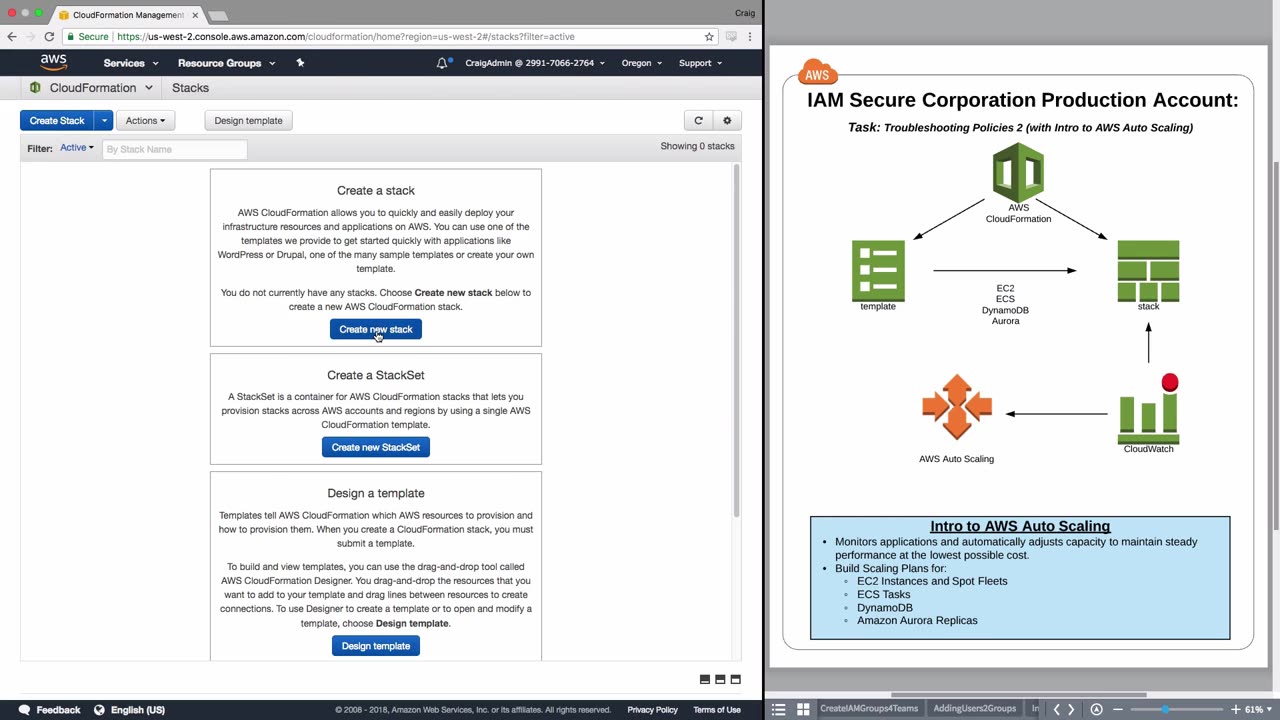 CloudFormation Management
Craig
Secure
https://us-west-2.console.aws.amazon.com/cloudformation/home?region=us-west-2#/stacks?filter=active
aws
Services
Resource Groups
CraigAdmin @ 2991-7066-2764
Oregon
Support
CloudFormation
Stacks
Create Stack
Actions
Design template
Filter:
Active
By Stack Name
Showing 0 stacks
Create a stack
AWS CloudFormation allows you to quickly and easily deploy your
infrastructure resources and applications on AWS. You can use one of the
templates we provide to get started quickly with applications like
WordPress or Drupal, one of the many sample templates or create your own
template.
You do not currently have any stacks. Choose Create new stack below to
create a new AWS CloudFormation stack.
Create new stack
Create a StackSet
A StackSet is a container for AWS CloudFormation stacks that lets you
provision stacks across AWS accounts and regions by using a single AWS
CloudFormation template.
Create new StackSet
Design a template
Templates tell AWS CloudFormation which AWS resources to provision and
how to provision them. When you create a CloudFormation stack, you must
submit a template.
To build and view templates, you can use the drag-and-drop tool called
AWS CloudFormation Designer. You drag-and-drop the resources that you
want to add to your template and drag lines between resources to create
connections. To use Designer to create a template or to open and modify a
template, choose Design template.
Design template
Feedback
English (US)
© 2008 - 2018, Amazon Web Services, Inc. or its affiliates. All rights reserved.
Privacy Policy
Terms of Use
AWS
IAM Secure Corporation Production Account:
Task: Troubleshooting Policies 2 (with Intro to AWS Auto Scaling)
AWS
CloudFormation
template
EC2
ECS
DynamoDB
Aurora
stack
AWS Auto Scaling
CloudWatch
Intro to AWS Auto Scaling
• Monitors applications and automatically adjusts capacity to maintain steady
performance at the lowest possible cost.
• Build Scaling Plans for:
◦ EC2 Instances and Spot Fleets
◦ ECS Tasks
◦ DynamoDB
◦ Amazon Aurora Replicas
CreateIAMGroups4Teams
AddingUsers2Groups
61%